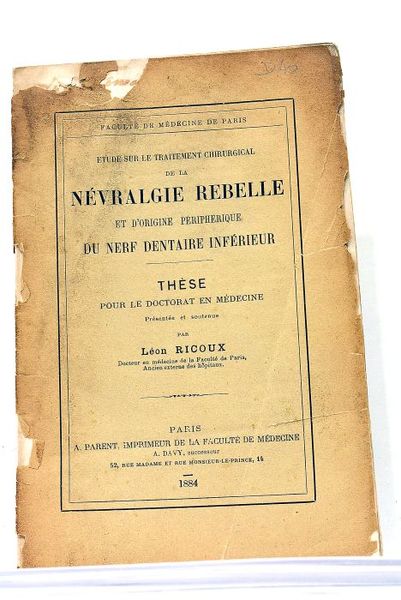 FACULTÉ DE MÉDECINE DE PARIS
ETUDE SUR LE TRAITEMENT CHIRURGICAL
DE LA
NÉVRALGIE REBELLE
ET D'ORIGINE PÉRIPHERIQUE
DU NERF DENTAIRE INFÉRIEUR
THÈSE
POUR LE DOCTORAT EN MÉDECINE
Présentée et soutenue
PAR
Léon RICOUX
Docteur en médecine de la Faculté de Paris,
Ancien externe des hôpitaux.
PARIS
A. PARENT, IMPRIMEUR DE LA FACULTÉ DE MÉDECINE
A. DAVY, successeur
52, RUE MADAME ET RUE MONSIEUR-LE-PRINCE, 14
1884